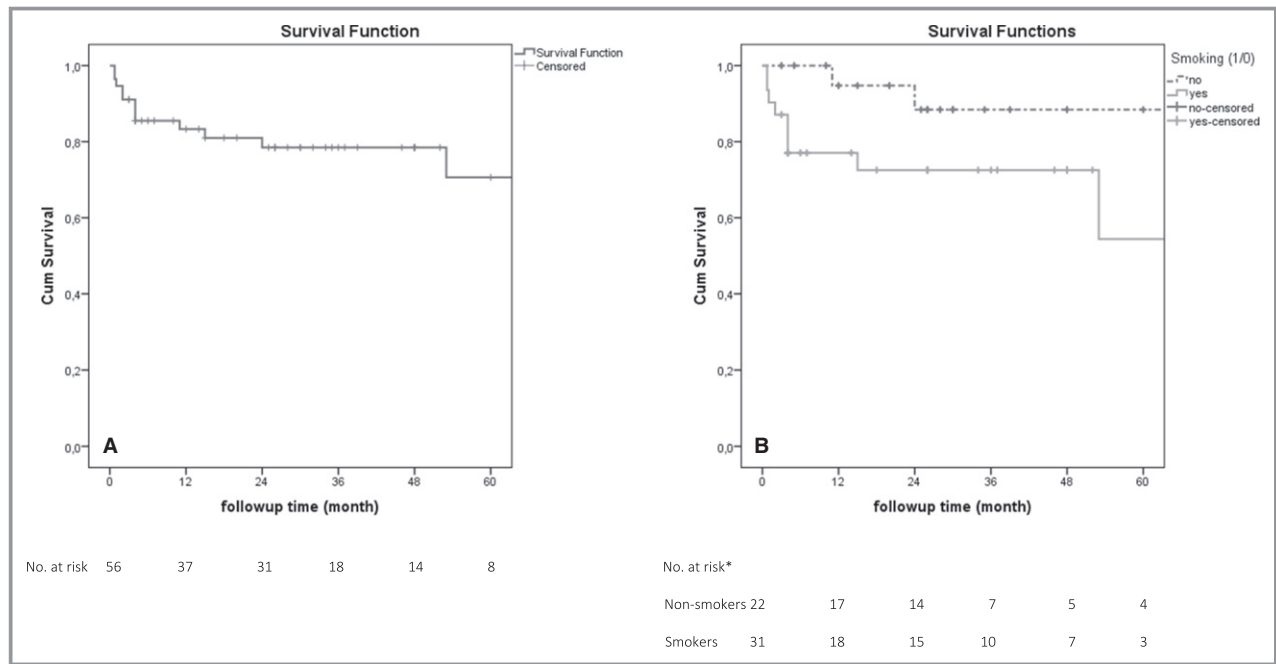 Survival Function
Survival Function
Censored
1,0
0,8
0,6
0,4
0,2
0,0
Cum Survival
A
0 12 24 36 48 60
followup time (month)
No. at risk 56 37 31 18 14 8
Survival Functions
Smoking (1/0)
no
yes
no-censored
yes-censored
1,0
0,8
0,6
0,4
0,2
0,0
Cum Survival
B
0 12 24 36 48 60
followup time (month)
No. at risk*
Non-smokers 22 17 14 7 5 4
Smokers 31 18 15 10 7 3